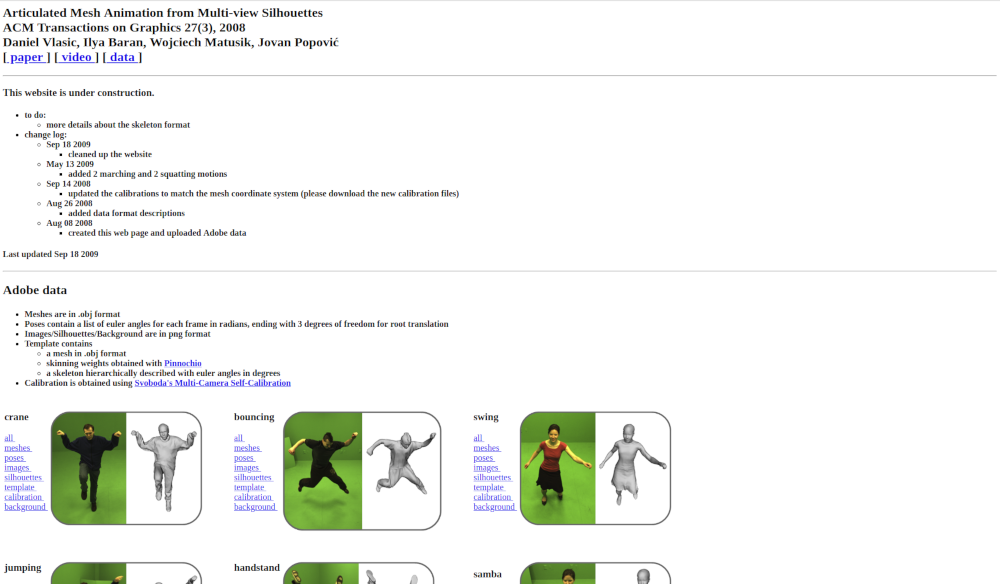 Articulated Mesh Animation from Multi-view Silhouettes
ACM Transactions on Graphics 27(3), 2008
Daniel Vlasic, Ilya Baran, Wojciech Matusik, Jovan Popović
[ paper ] [ video ] [ data ]
This website is under construction.
to do:
more details about the skeleton format
change log:
Sep 18 2009
cleaned up the website
May 13 2009
added 2 marching and 2 squatting motions
Sep 14 2008
updated the calibrations to match the mesh coordinate system (please download the new calibration files)
Aug 26 2008
added data format descriptions
Aug 08 2008
created this web page and uploaded Adobe data
Last updated Sep 18 2009
Adobe data
Meshes are in .obj format
Poses contain a list of euler angles for each frame in radians, ending with 3 degrees of freedom for root translation
Images/Silhouettes/Background are in png format
Template contains
a mesh in .obj format
skinning weights obtained with Pinnochio
a skeleton hierarchically described with euler angles in degrees
Calibration is obtained using Svoboda's Multi-Camera Self-Calibration
crane
all
meshes
poses
images
silhouettes
template
calibration
background
bouncing
all
meshes
poses
images
silhouettes
template
calibration
background
swing
all
meshes
poses
images
silhouettes
template
calibration
background
jumping
handstand
samba